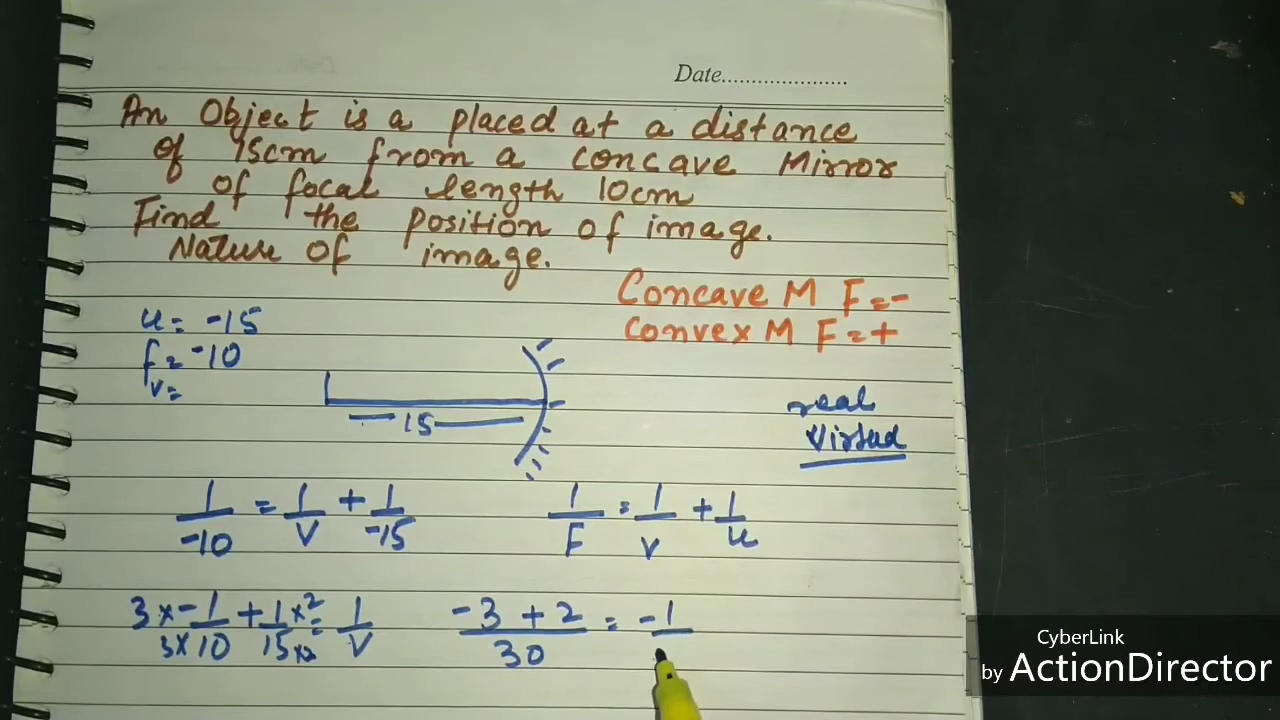 Date....................
An Object is a placed at a distance
of 15cm from a concave Mirror
of focal length 10cm
Find the position of image.
Nature of image.
Concave M F = -
Convex M F = +
u = -15
f = -10
v =
15
real
Virtual
1/-10 = 1/V + 1/-15
1/F = 1/v + 1/u
3 x -1/3 x 10 + 1 x 2/15 x 2 = 1/V
-3 + 2/30 = -1/
CyberLink
by ActionDirector